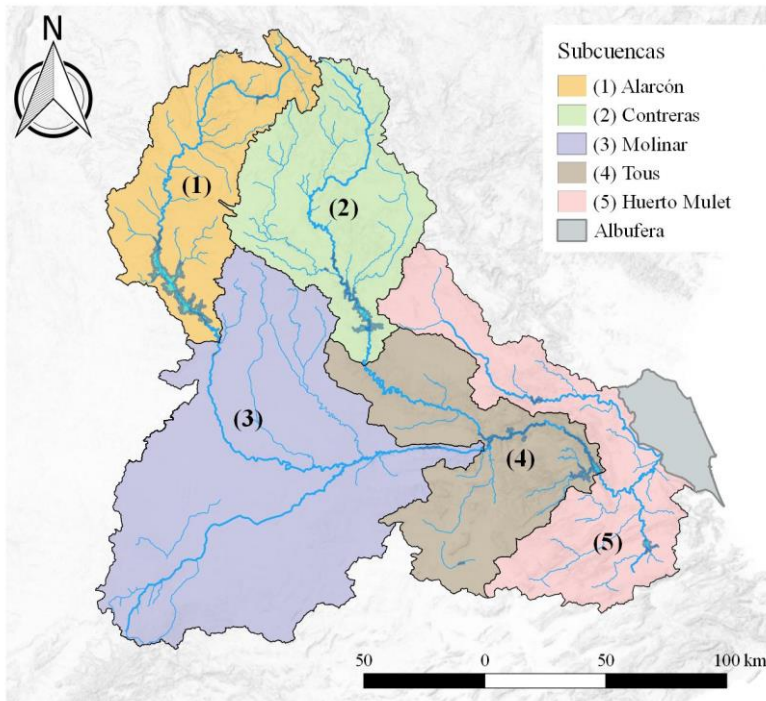 N
Subcuencas
(1) Alarcón
(2) Contreras
(3) Molinar
(4) Tous
(5) Huerto Mulet
Albufera
(1)
(2)
(3)
(4)
(5)
50 0 50 100 km